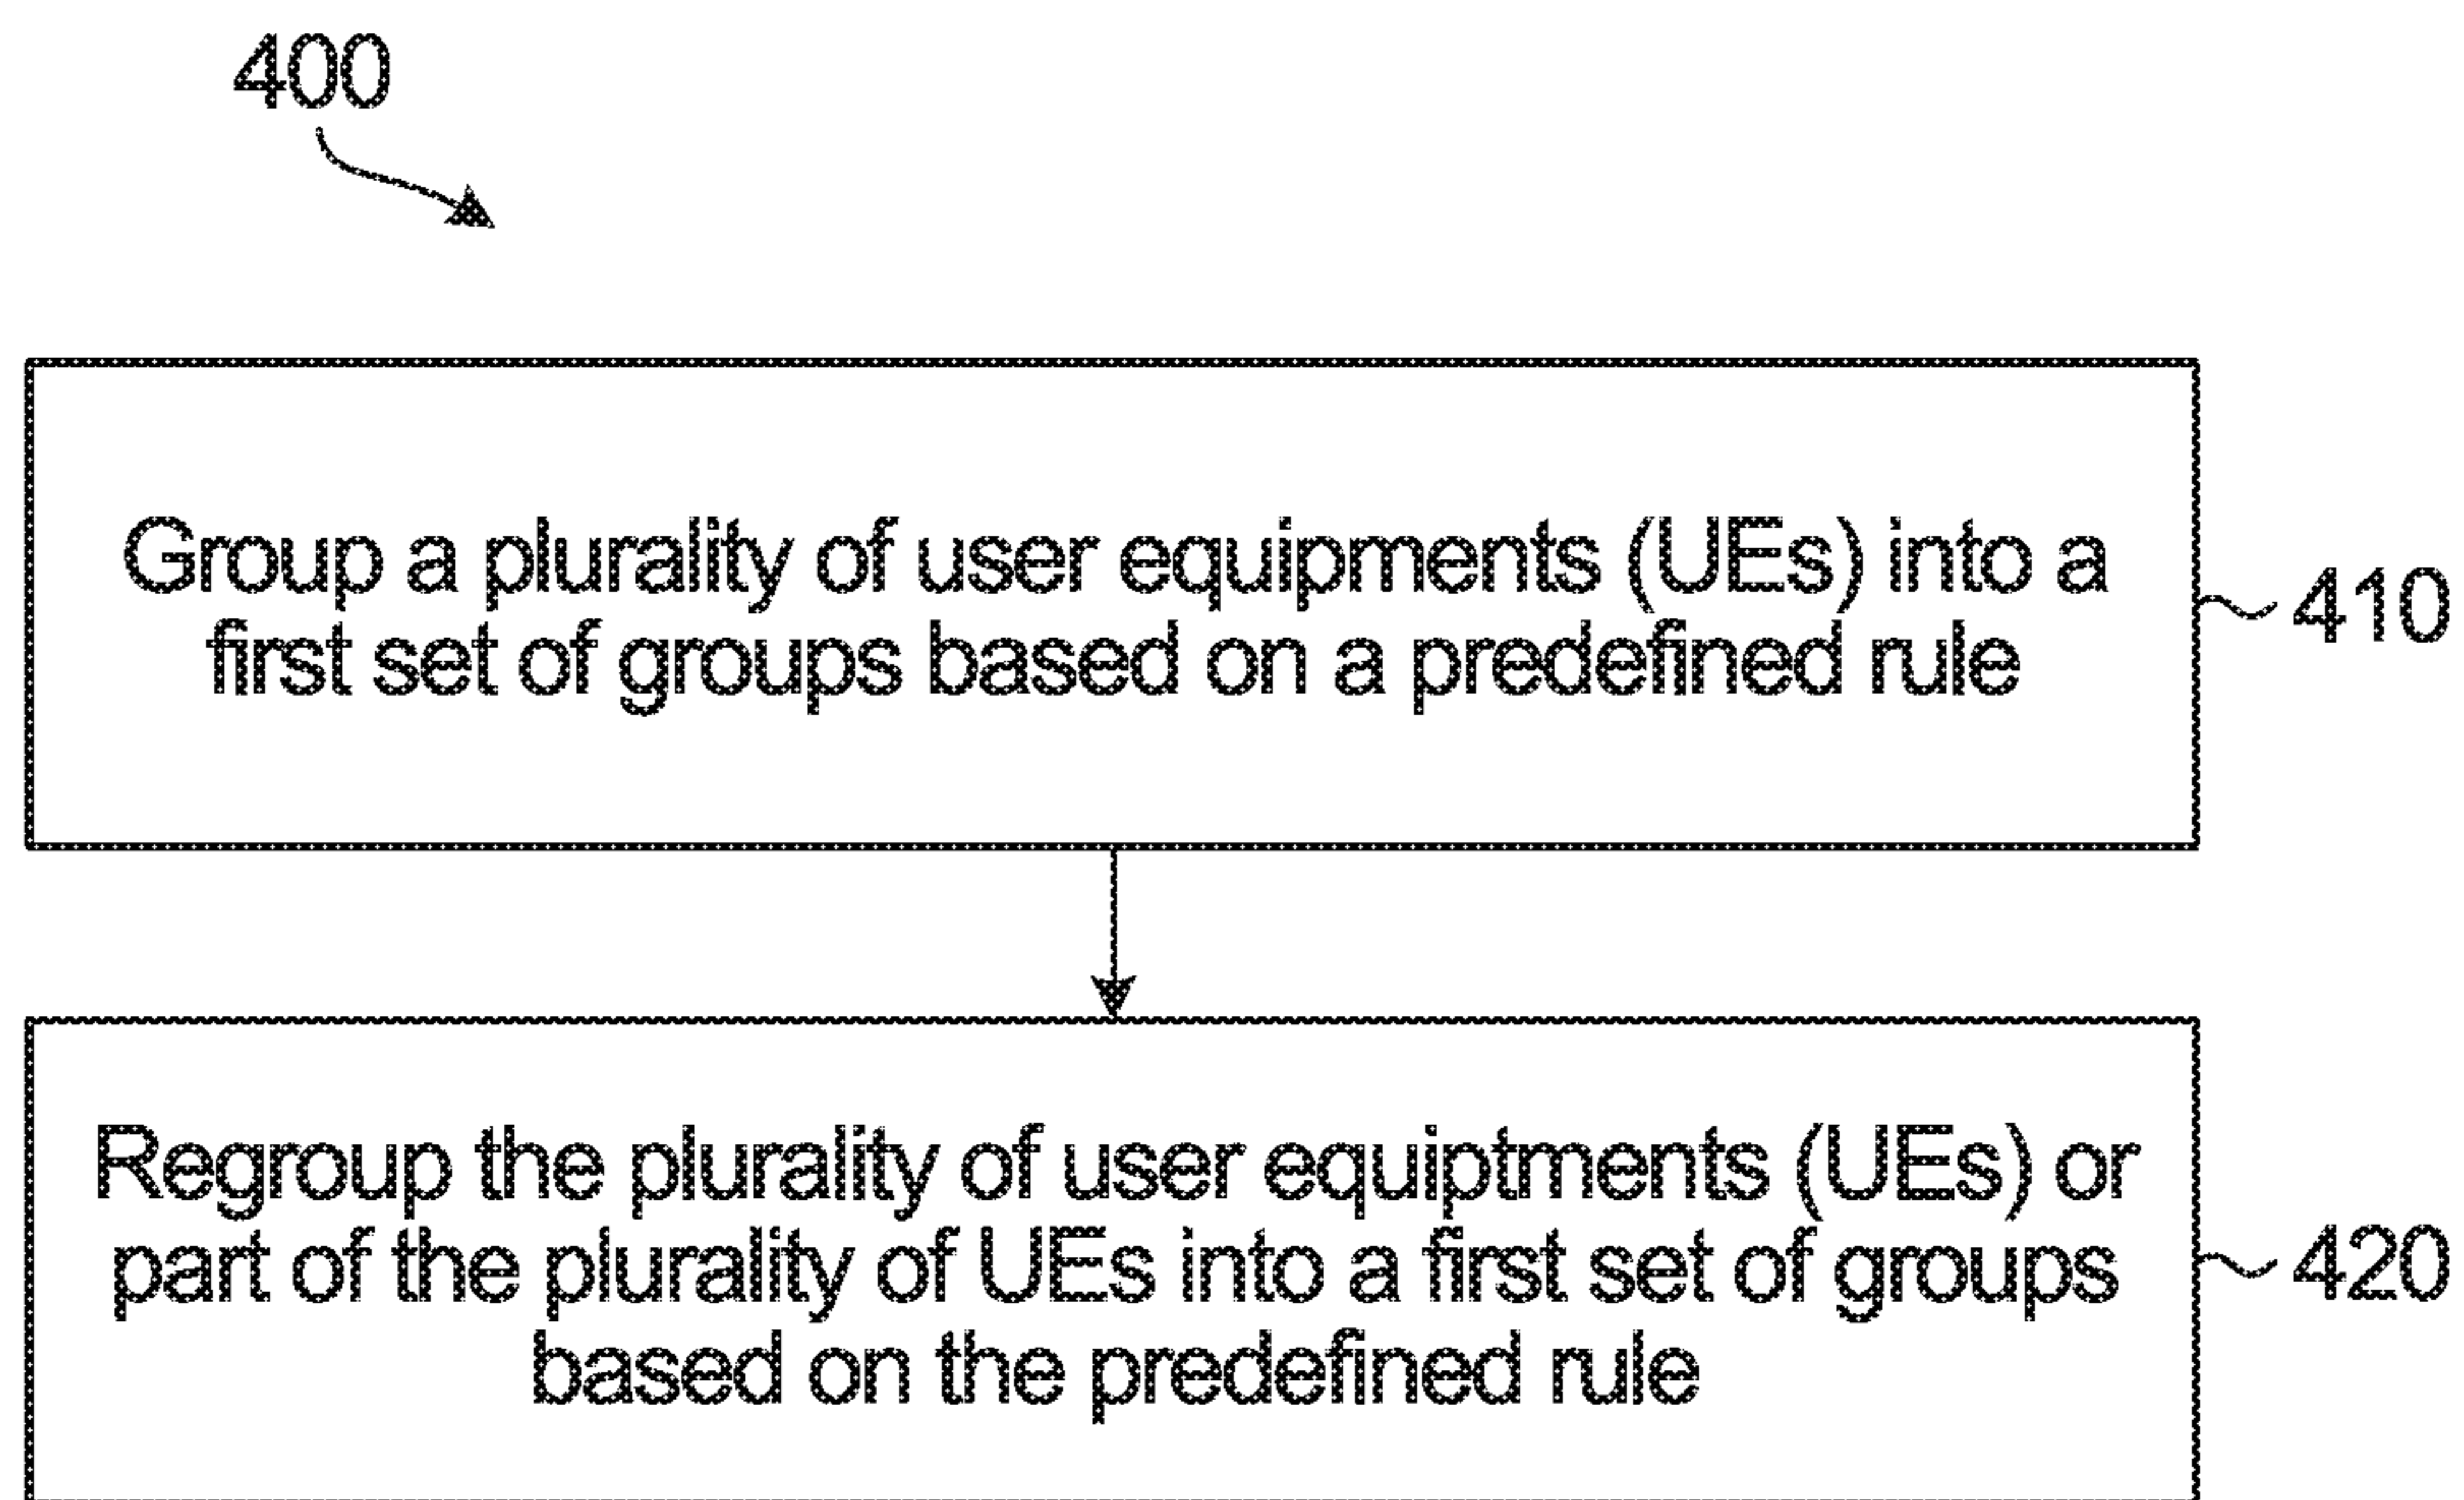 400
Group a plurality of user equipments (UEs) into a
first set of groups based on a predefined rule
410
Regroup the plurality of user equiptments (UEs) or
part of the plurality of UEs into a first set of groups
based on the predefined rule
420